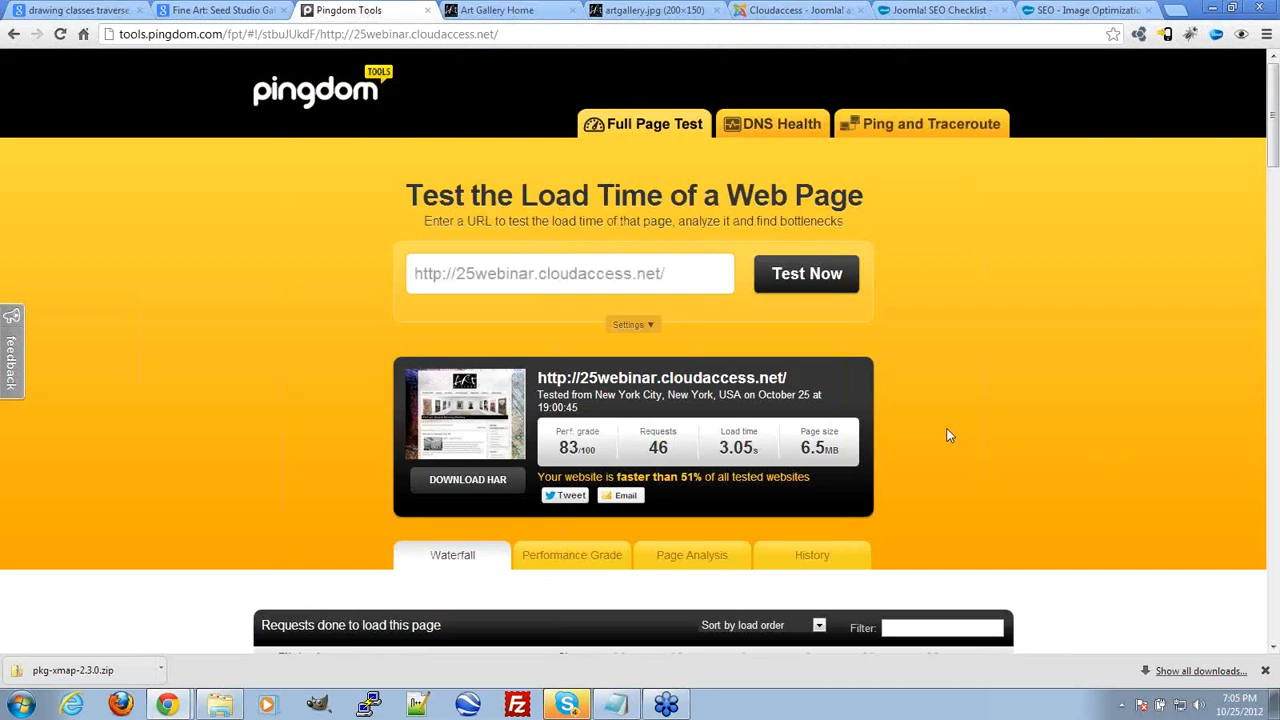 drawing classes traverse
Fine Art: Seed Studio Gal
Pingdom Tools
Art Gallery Home
artgallery.jpg (200×150)
Cloudaccess - Joomla! a
Joomla! SEO Checklist -
SEO - Image Optimizatio
tools.pingdom.com/fpt/#!/stbuJUkdF/http://25webinar.cloudaccess.net/
pingdom TOOLS
Full Page Test
DNS Health
Ping and Traceroute
Test the Load Time of a Web Page
Enter a URL to test the load time of that page, analyze it and find bottlenecks
http://25webinar.cloudaccess.net/
Test Now
Settings ▼
feedback
http://25webinar.cloudaccess.net/
Tested from New York City, New York, USA on October 25 at
19:00:45
Perf. grade Requests Load time Page size
83/100 46 3.05s 6.5MB
DOWNLOAD HAR
Your website is faster than 51% of all tested websites
Tweet Email
Waterfall Performance Grade Page Analysis History
Requests done to load this page
Sort by load order
Filter:
pkg-xmap-2.3.0.zip
Show all downloads...
7:05 PM
10/25/2012